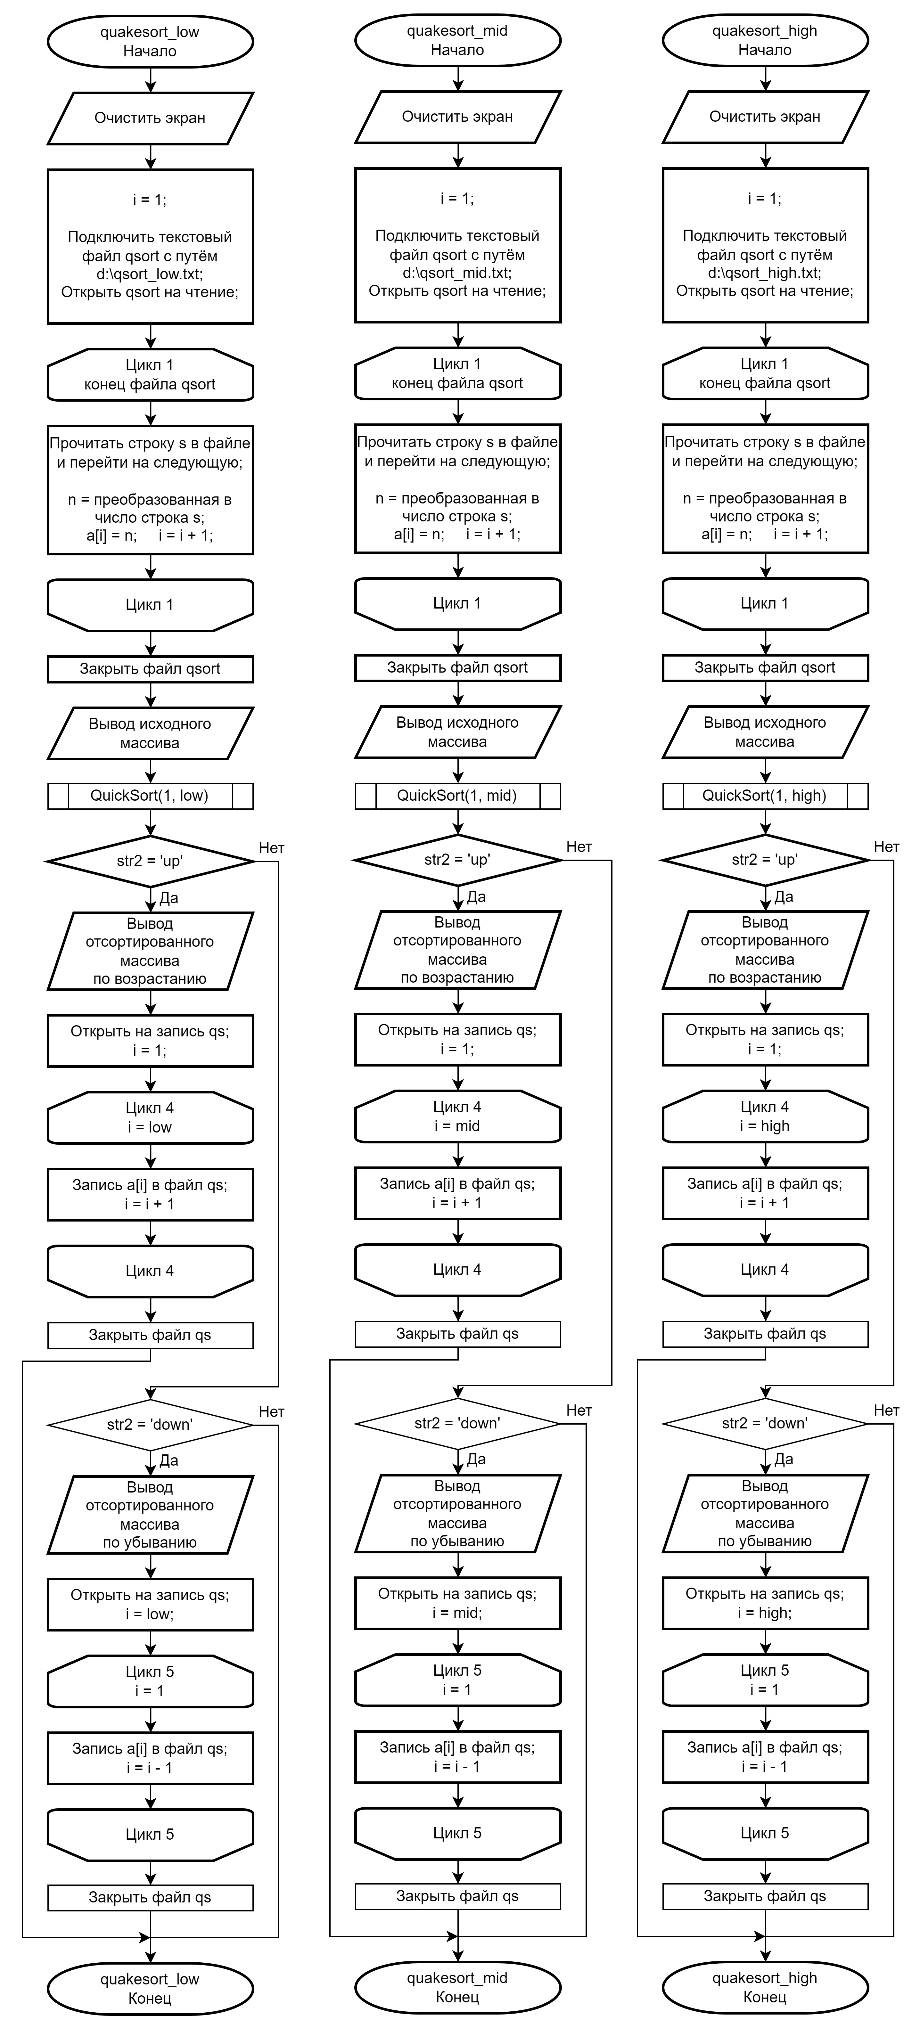 quakesort_low
Начало
Очистить экран
i = 1;
Подключить текстовый
файл qsort с путём
d:\qsort_low.txt;
Открыть qsort на чтение;
Цикл 1
конец файла qsort
Прочитать строку s в файле
и перейти на следующую;
n = преобразованная в
число строка s;
a[i] = n; i = i + 1;
Цикл 1
Закрыть файл qsort
Вывод исходного
массива
QuickSort(1, low)
str2 = 'up'
Нет
Да
Вывод
отсортированного
массива
по возрастанию
Открыть на запись qs;
i = 1;
Цикл 4
i = low
Запись a[i] в файл qs;
i = i + 1
Цикл 4
Закрыть файл qs
str2 = 'down'
Нет
Да
Вывод
отсортированного
массива
по убыванию
Открыть на запись qs;
i = low;
Цикл 5
i = 1
Запись a[i] в файл qs;
i = i - 1
Цикл 5
Закрыть файл qs
quakesort_low
Конец
quakesort_mid
Начало
Очистить экран
i = 1;
Подключить текстовый
файл qsort с путём
d:\qsort_mid.txt;
Открыть qsort на чтение;
Цикл 1
конец файла qsort
Прочитать строку s в файле
и перейти на следующую;
n = преобразованная в
число строка s;
a[i] = n; i = i + 1;
Цикл 1
Закрыть файл qsort
Вывод исходного
массива
QuickSort(1, mid)
str2 = 'up'
Нет
Да
Вывод
отсортированного
массива
по возрастанию
Открыть на запись qs;
i = 1;
Цикл 4
i = mid
Запись a[i] в файл qs;
i = i + 1
Цикл 4
Закрыть файл qs
str2 = 'down'
Нет
Да
Вывод
отсортированного
массива
по убыванию
Открыть на запись qs;
i = mid;
Цикл 5
i = 1
Запись a[i] в файл qs;
i = i - 1
Цикл 5
Закрыть файл qs
quakesort_mid
Конец
quakesort_high
Начало
Очистить экран
i = 1;
Подключить текстовый
файл qsort с путём
d:\qsort_high.txt;
Открыть qsort на чтение;
Цикл 1
конец файла qsort
Прочитать строку s в файле
и перейти на следующую;
n = преобразованная в
число строка s;
a[i] = n; i = i + 1;
Цикл 1
Закрыть файл qsort
Вывод исходного
массива
QuickSort(1, high)
str2 = 'up'
Нет
Да
Вывод
отсортированного
массива
по возрастанию
Открыть на запись qs;
i = 1;
Цикл 4
i = high
Запись a[i] в файл qs;
i = i + 1
Цикл 4
Закрыть файл qs
str2 = 'down'
Нет
Да
Вывод
отсортированного
массива
по убыванию
Открыть на запись qs;
i = high;
Цикл 5
i = 1
Запись a[i] в файл qs;
i = i - 1
Цикл 5
Закрыть файл qs
quakesort_high
Конец